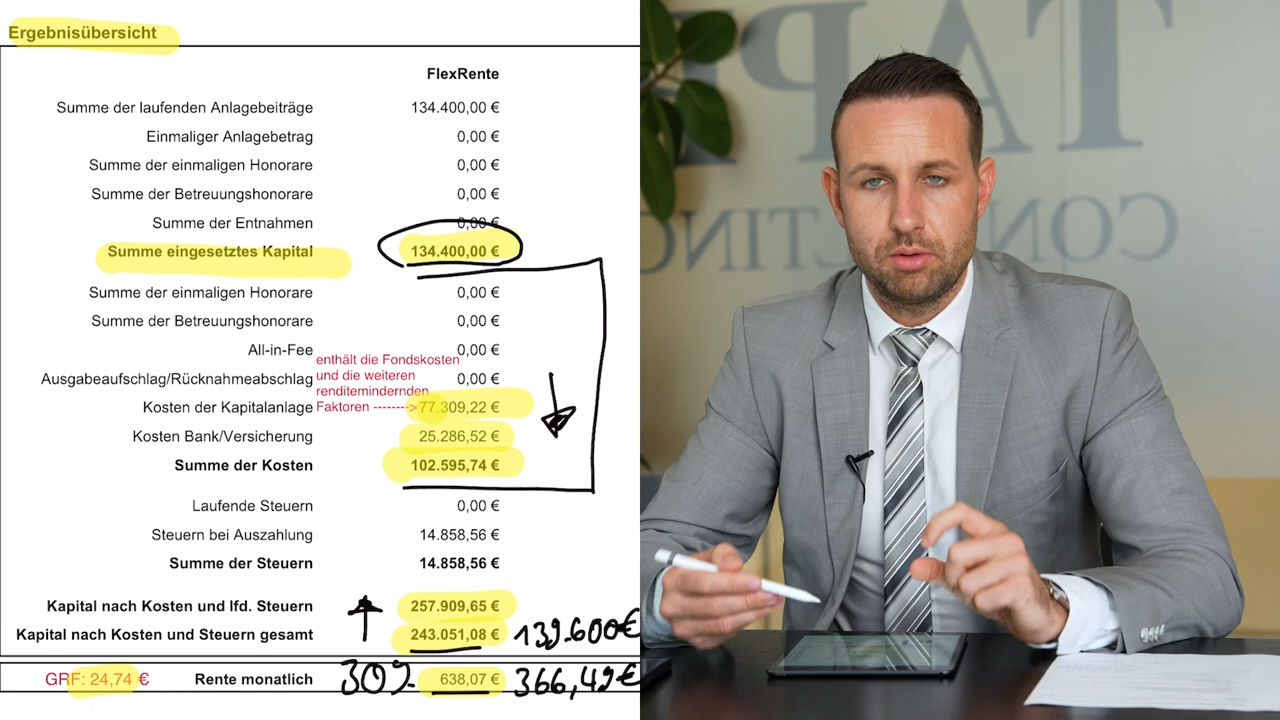 Ergebnisübersicht
FlexRente
Summe der laufenden Anlagebeiträge 134.400,00 €
Einmaliger Anlagebetrag 0,00 €
Summe der einmaligen Honorare 0,00 €
Summe der Betreuungshonorare 0,00 €
Summe der Entnahmen 0,00 €
Summe eingesetztes Kapital 134.400,00 €
Summe der einmaligen Honorare 0,00 €
Summe der Betreuungshonorare 0,00 €
All-in-Fee 0,00 €
enthält die Fondskosten
und die weiteren
renditemindernden
Faktoren ------->
Ausgabeaufschlag/Rücknahmeabschlag 0,00 €
Kosten der Kapitalanlage 77.309,22 €
Kosten Bank/Versicherung 25.286,52 €
Summe der Kosten 102.595,74 €
Laufende Steuern 0,00 €
Steuern bei Auszahlung 14.858,56 €
Summe der Steuern 14.858,56 €
Kapital nach Kosten und lfd. Steuern 257.909,65 €
Kapital nach Kosten und Steuern gesamt 243.051,08 € 139.600€
GRF: 24,74 € Rente monatlich 30% 638,07 € 366,49€
TAPE
CONSULTING